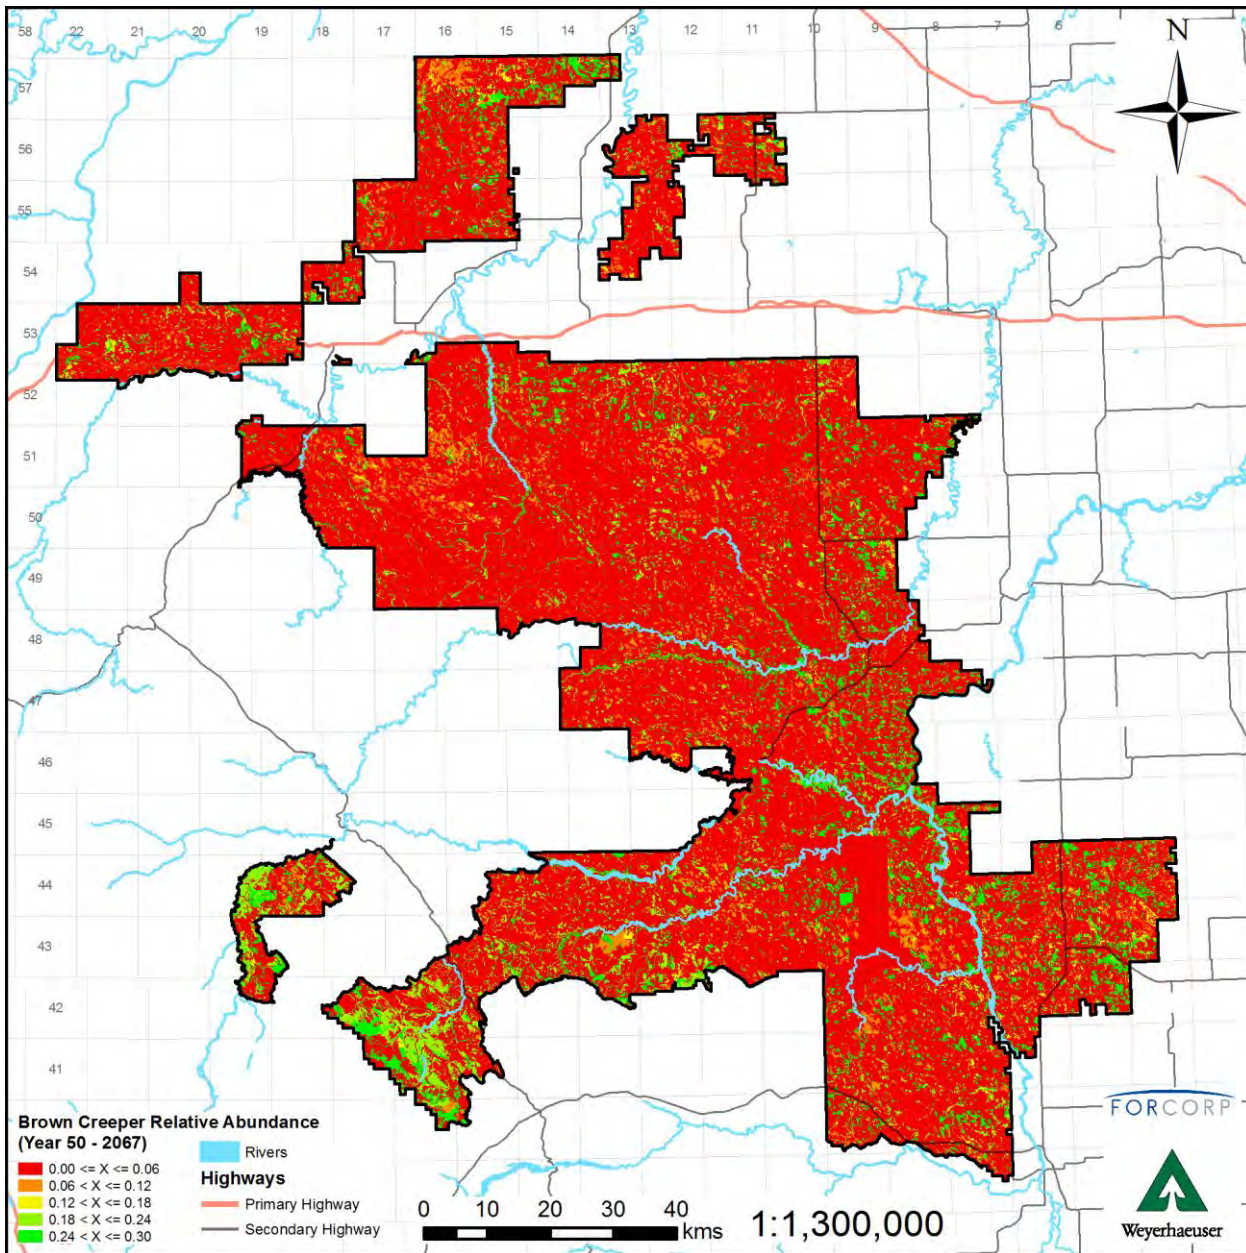 58 22 21 20 19 18 17 16 15 14 13 12 11 10 9 8 7 6
N
57
56
55
54
53
52
51
50
49
48
47
46
45
44
43
42
41
Brown Creeper Relative Abundance
(Year 50 - 2067)
0.00 <= X <= 0.06
0.06 < X <= 0.12
0.12 < X <= 0.18
0.18 < X <= 0.24
0.24 < X <= 0.30
Rivers
Highways
Primary Highway
Secondary Highway
0 10 20 30 40
kms
1:1,300,000
FORCORP
Weyerhaeuser